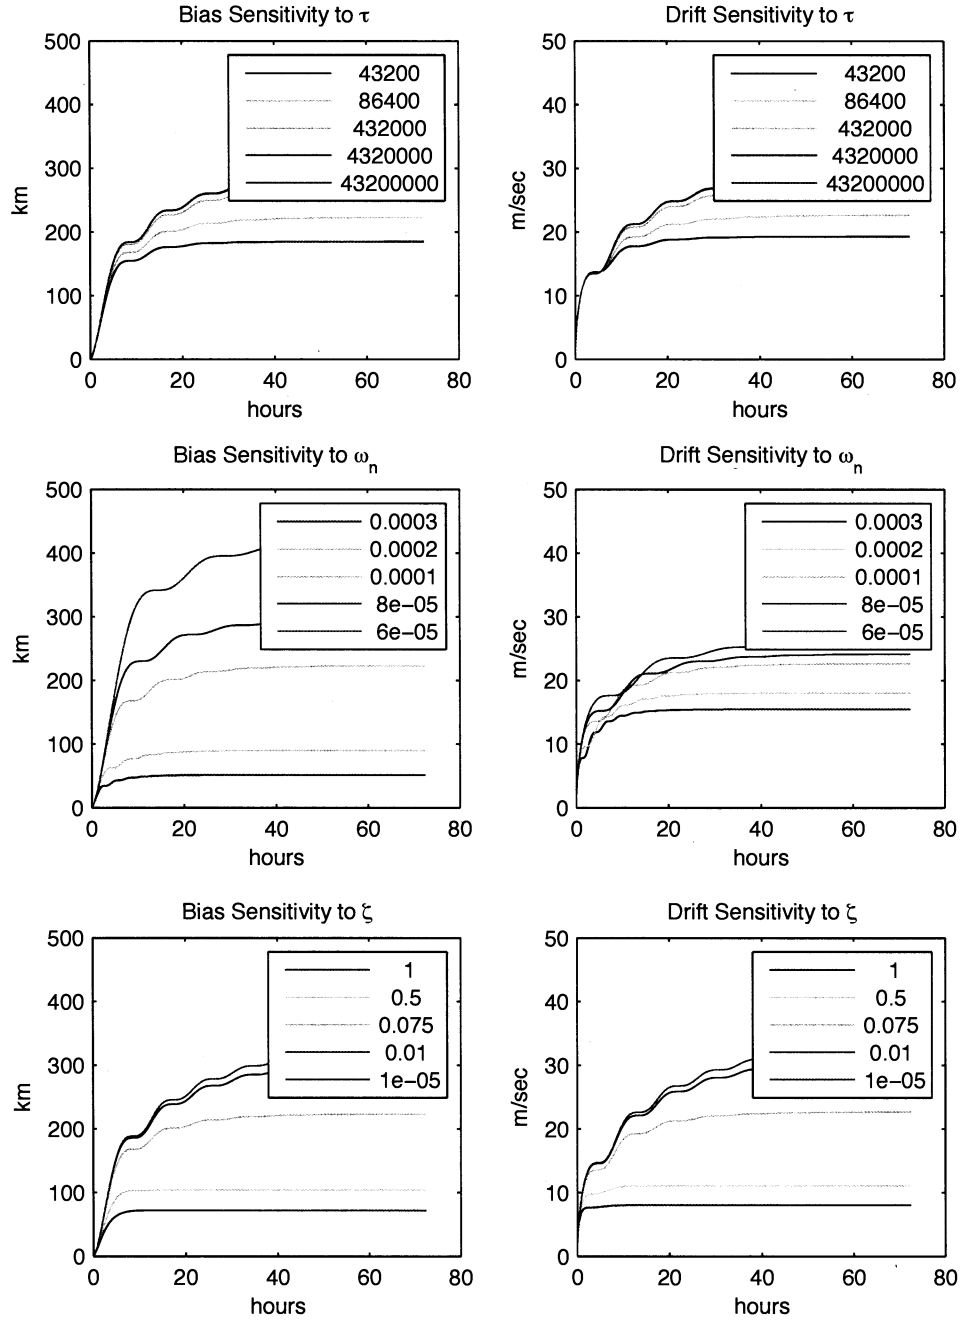 Bias Sensitivity to τ
500
400
300
200
100
0
km
0 20 40 60 80
hours
43200
86400
432000
4320000
43200000
Drift Sensitivity to τ
50
40
30
20
10
0
m/sec
0 20 40 60 80
hours
43200
86400
432000
4320000
43200000
Bias Sensitivity to ωn
500
400
300
200
100
0
km
0 20 40 60 80
hours
0.0003
0.0002
0.0001
8e−05
6e−05
Drift Sensitivity to ωn
50
40
30
20
10
0
m/sec
0 20 40 60 80
hours
0.0003
0.0002
0.0001
8e−05
6e−05
Bias Sensitivity to ζ
500
400
300
200
100
0
km
0 20 40 60 80
hours
1
0.5
0.075
0.01
1e−05
Drift Sensitivity to ζ
50
40
30
20
10
0
m/sec
0 20 40 60 80
hours
1
0.5
0.075
0.01
1e−05